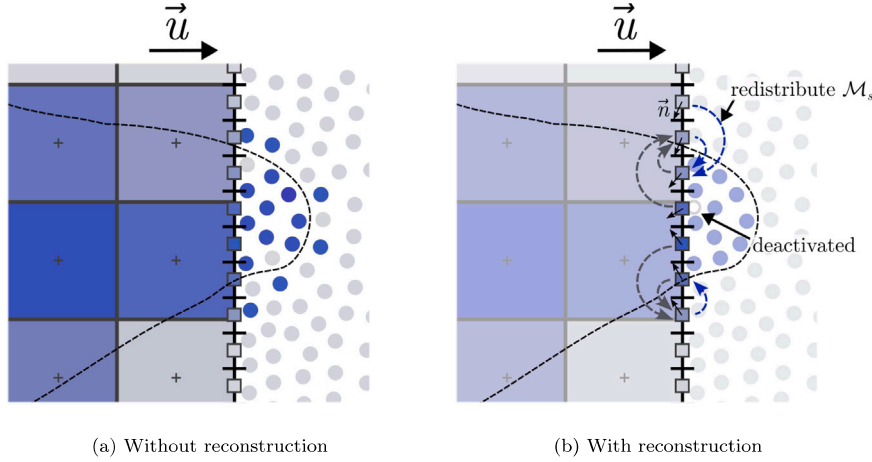 u⃗
u⃗
redistribute 𝓜ₛ
n⃗
deactivated
(a) Without reconstruction
(b) With reconstruction